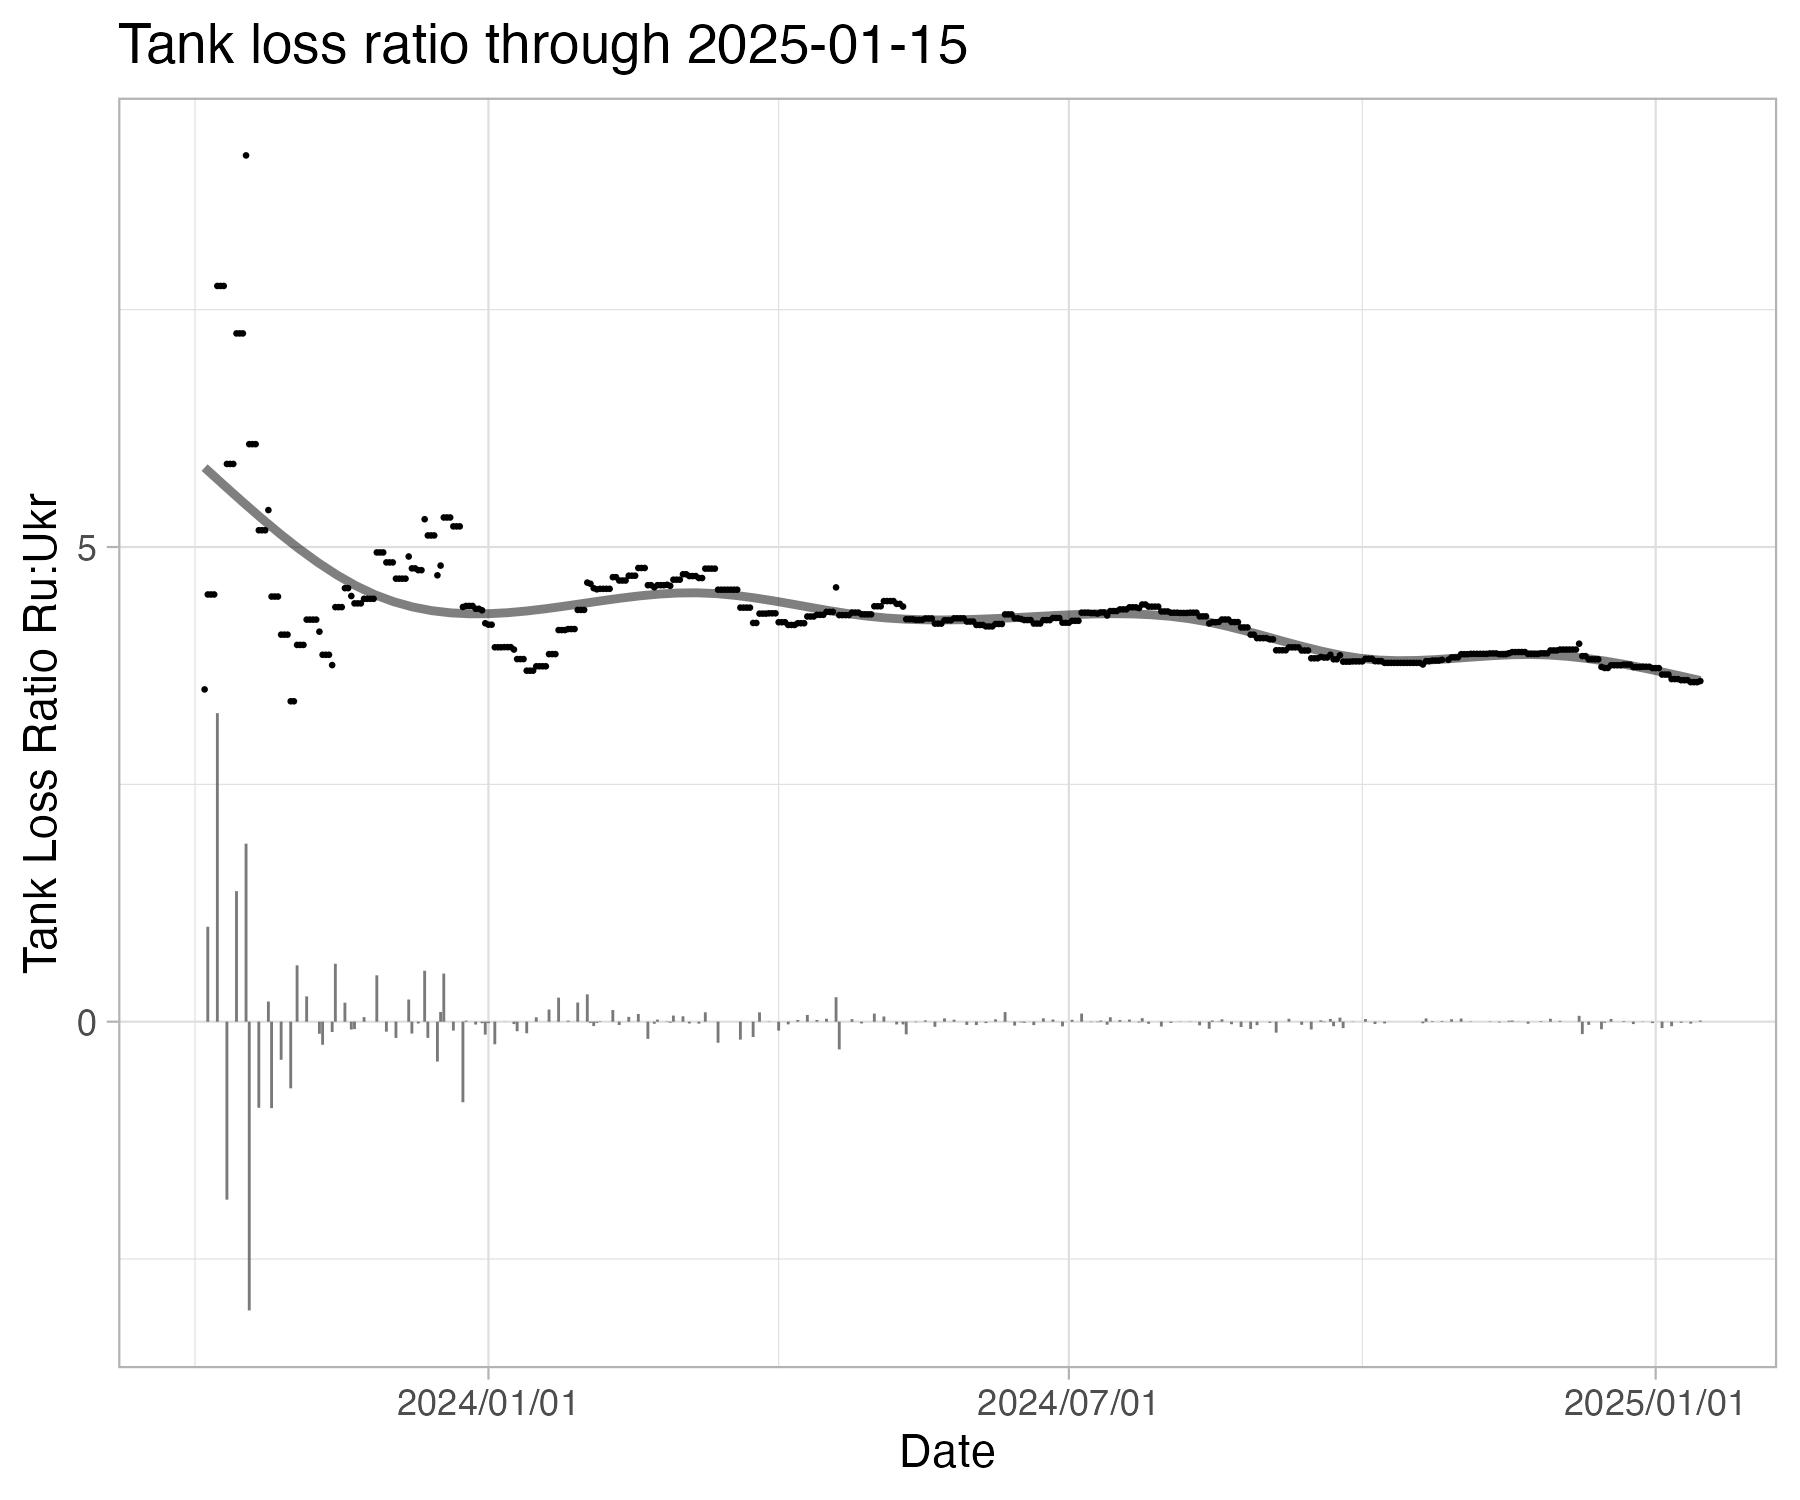 Tank loss ratio through 2025-01-15
Tank Loss Ratio Ru:Ukr
5
0
2024/01/01
2024/07/01
2025/01/01
Date